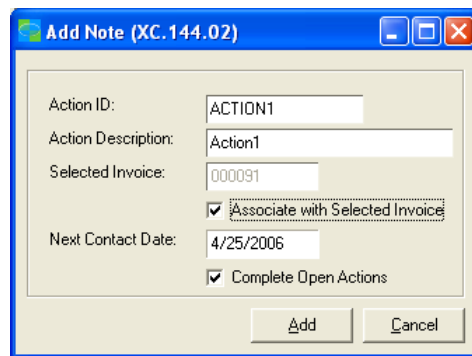 Add Note (XC.144.02)
Action ID: ACTION1
Action Description: Action1
Selected Invoice: 000091
Associate with Selected Invoice
Next Contact Date: 4/25/2006
Complete Open Actions
Add Cancel